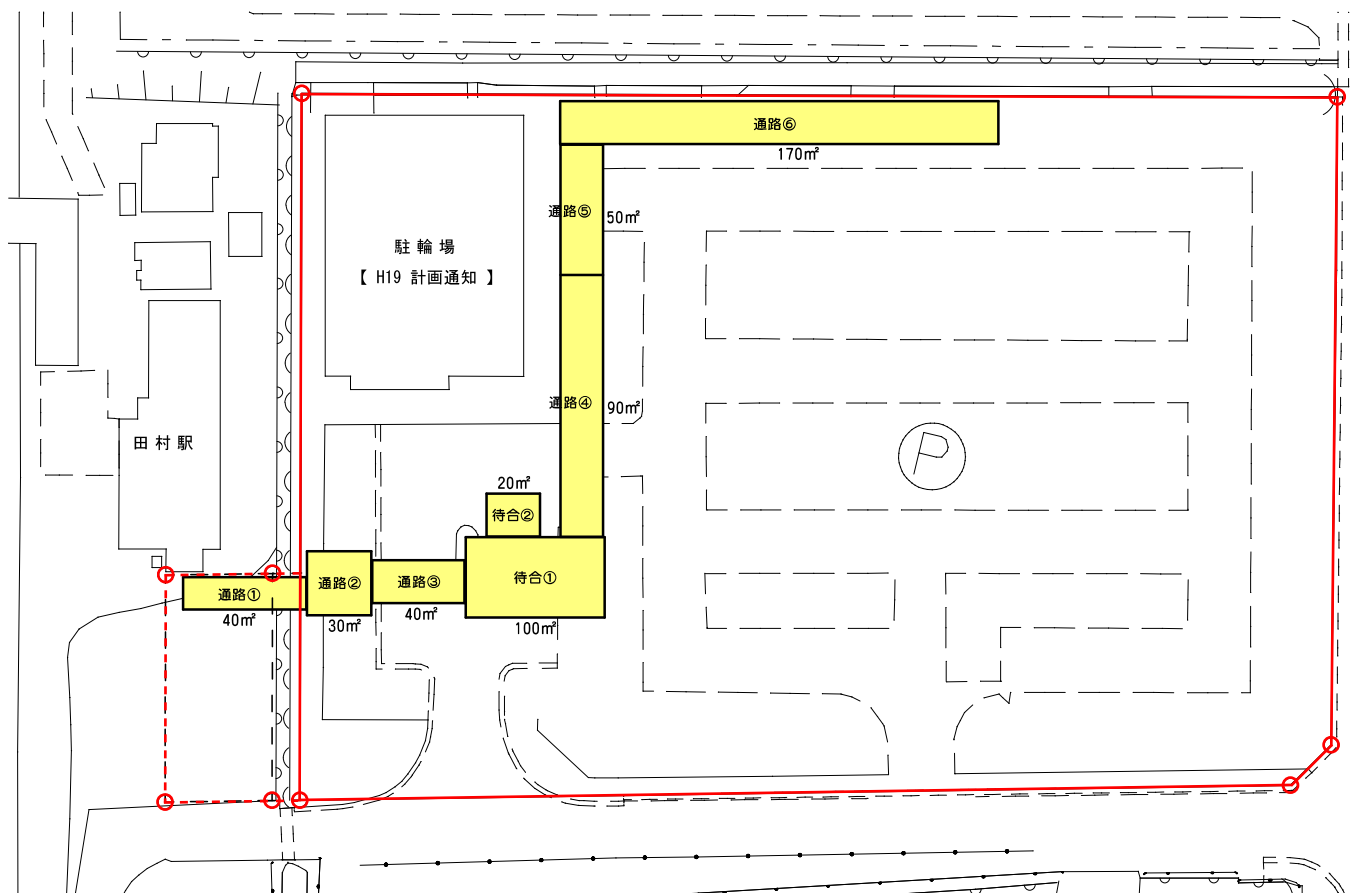 通路⑥
170㎡
通路⑤
50㎡
駐輪場
【 H19 計画通知 】
通路④
90㎡
田村駅
P
20㎡
待合②
通路①
40㎡
通路②
30㎡
通路③
40㎡
待合①
100㎡